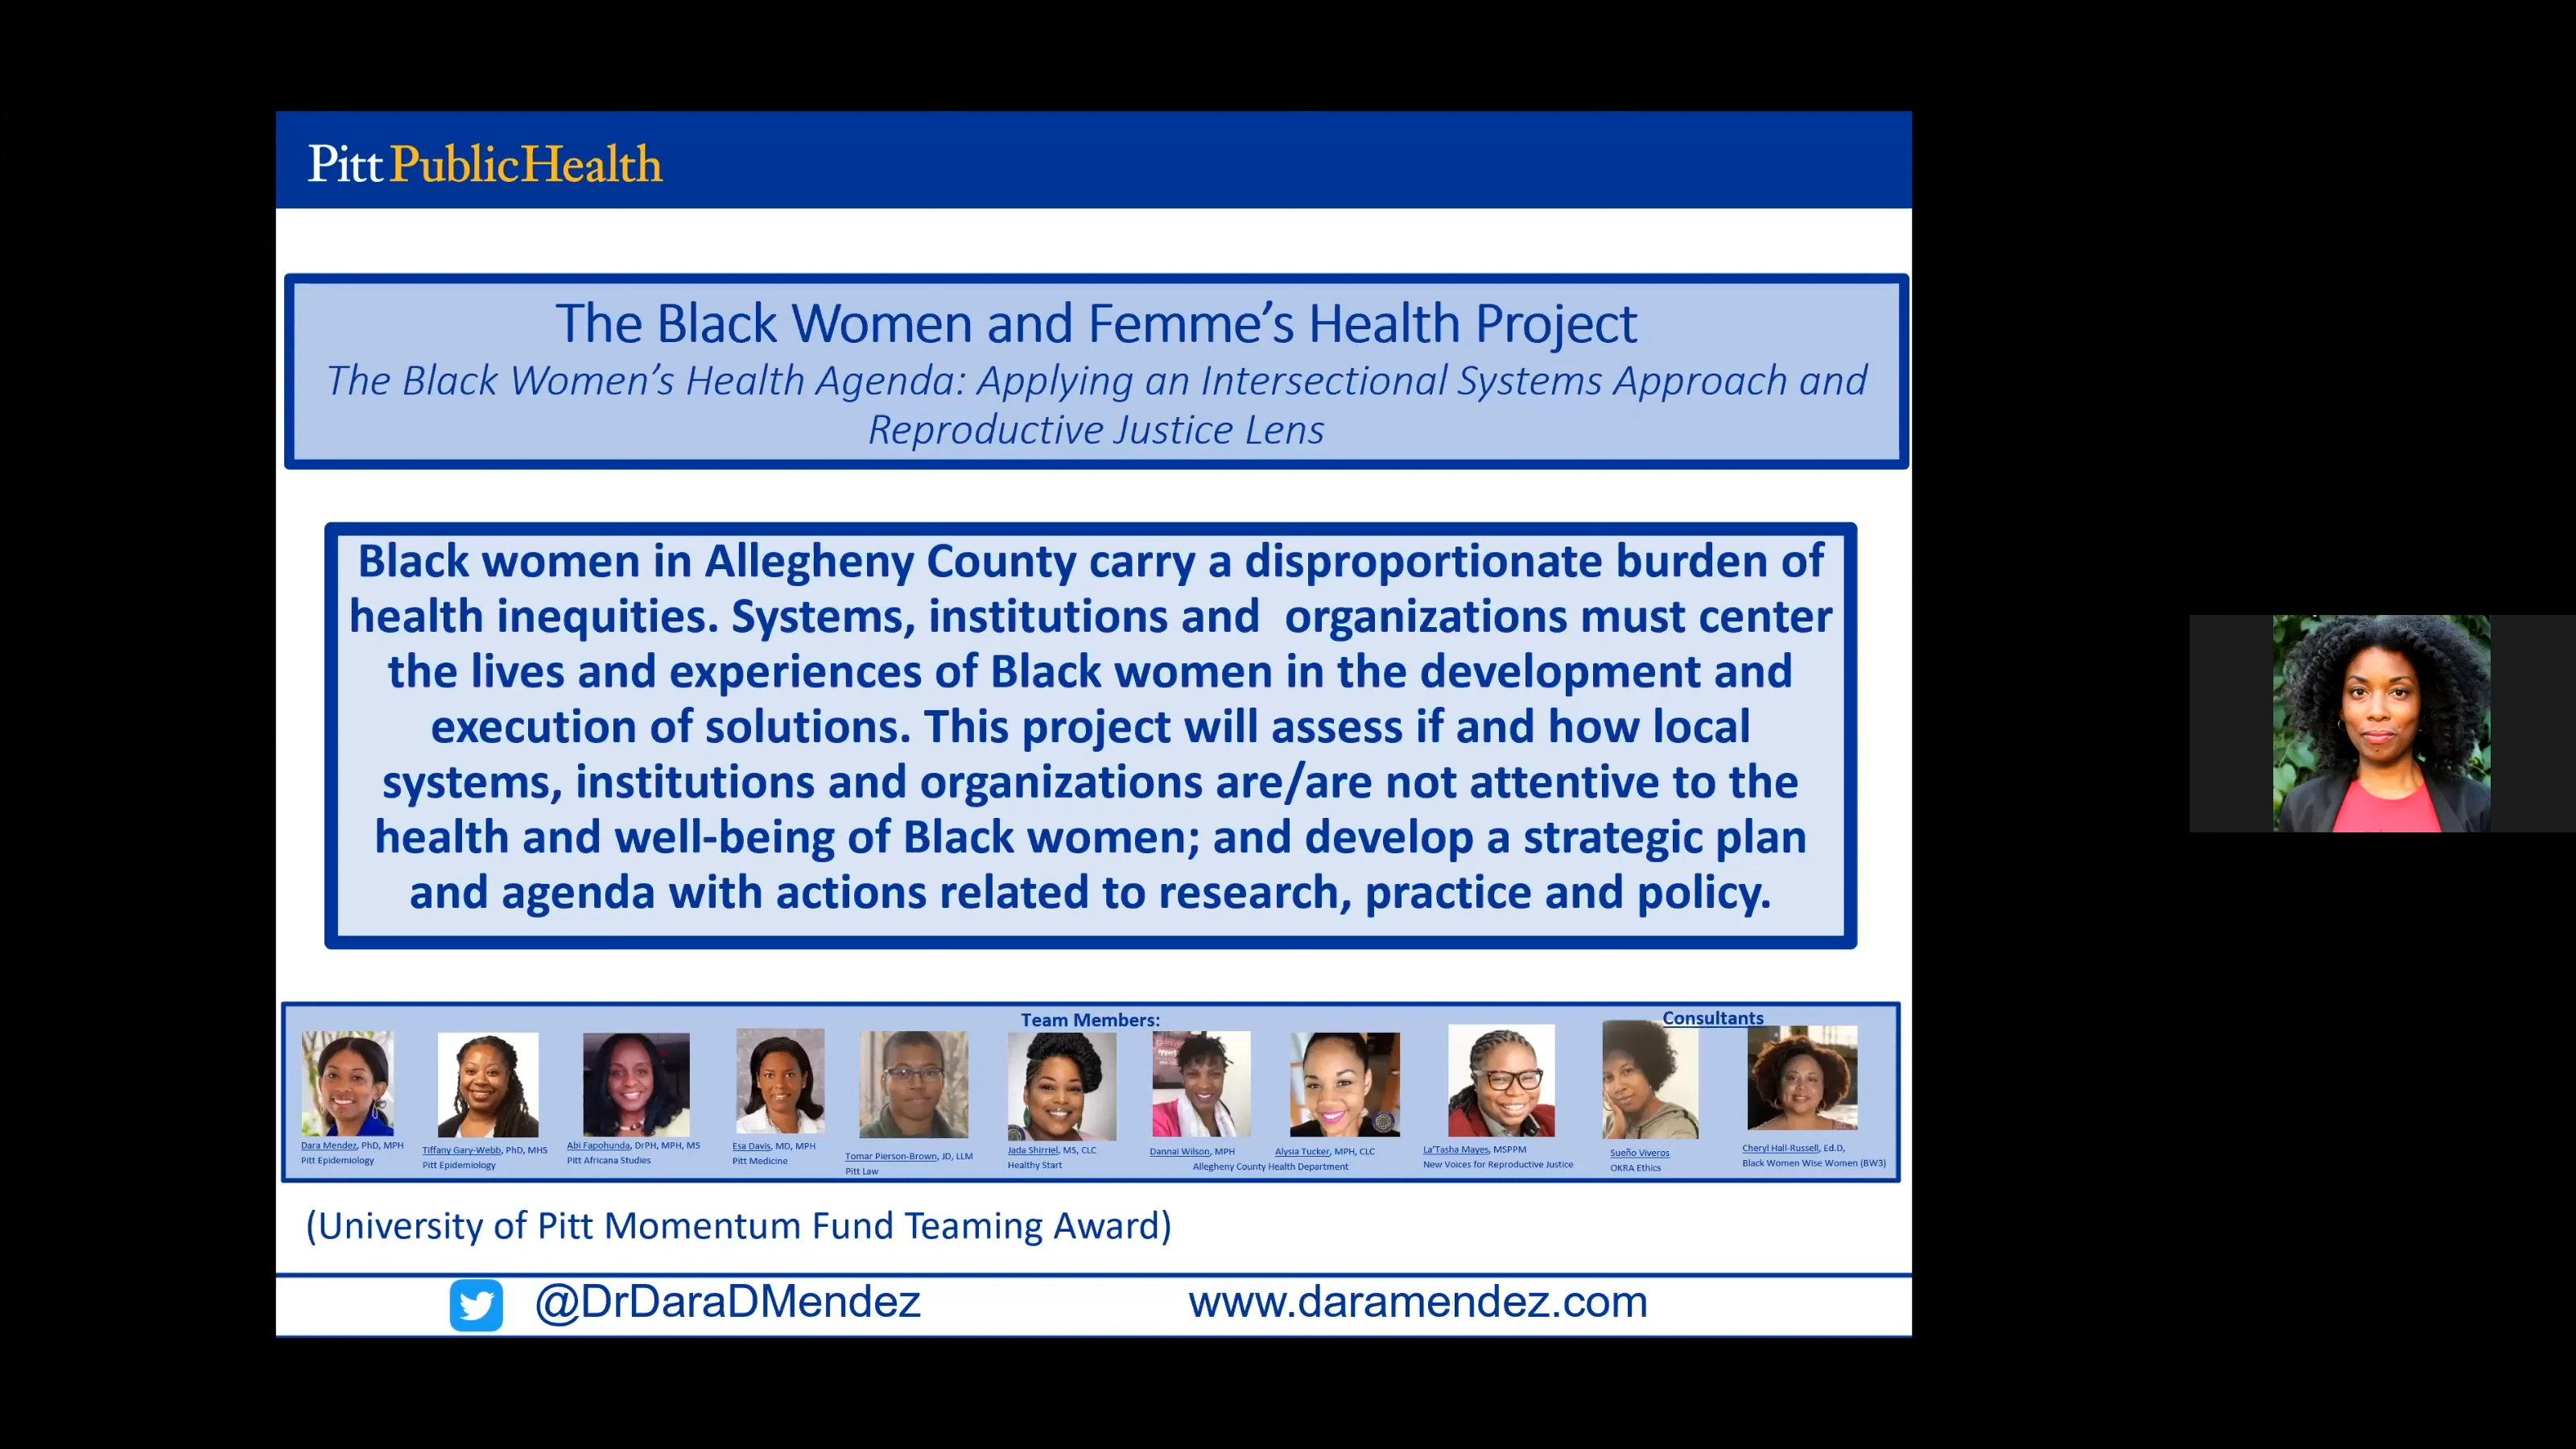 Pitt PublicHealth
The Black Women and Femme’s Health Project
The Black Women’s Health Agenda: Applying an Intersectional Systems Approach and
Reproductive Justice Lens
Black women in Allegheny County carry a disproportionate burden of
health inequities. Systems, institutions and  organizations must center
the lives and experiences of Black women in the development and
execution of solutions. This project will assess if and how local
systems, institutions and organizations are/are not attentive to the
health and well-being of Black women; and develop a strategic plan
and agenda with actions related to research, practice and policy.
Team Members:
Consultants
Dara Mendez, PhD, MPH
Pitt Epidemiology
Tiffany Gary-Webb, PhD, MHS
Pitt Epidemiology
Abi Fapohunda, DrPH, MPH, MS
Pitt Africana Studies
Esa Davis, MD, MPH
Pitt Medicine
Tomar Pierson-Brown, JD, LLM
Pitt Law
Jada Shirriel, MS, CLC
Healthy Start
Dannai Wilson, MPH
Alysia Tucker, MPH, CLC
Allegheny County Health Department
La'Tasha Mayes, MSPPM
New Voices for Reproductive Justice
Sueño Viveros
OKRA Ethics
Cheryl Hall-Russell, Ed.D,
Black Women Wise Women (BW3)
(University of Pitt Momentum Fund Teaming Award)
@DrDaraDMendez
www.daramendez.com